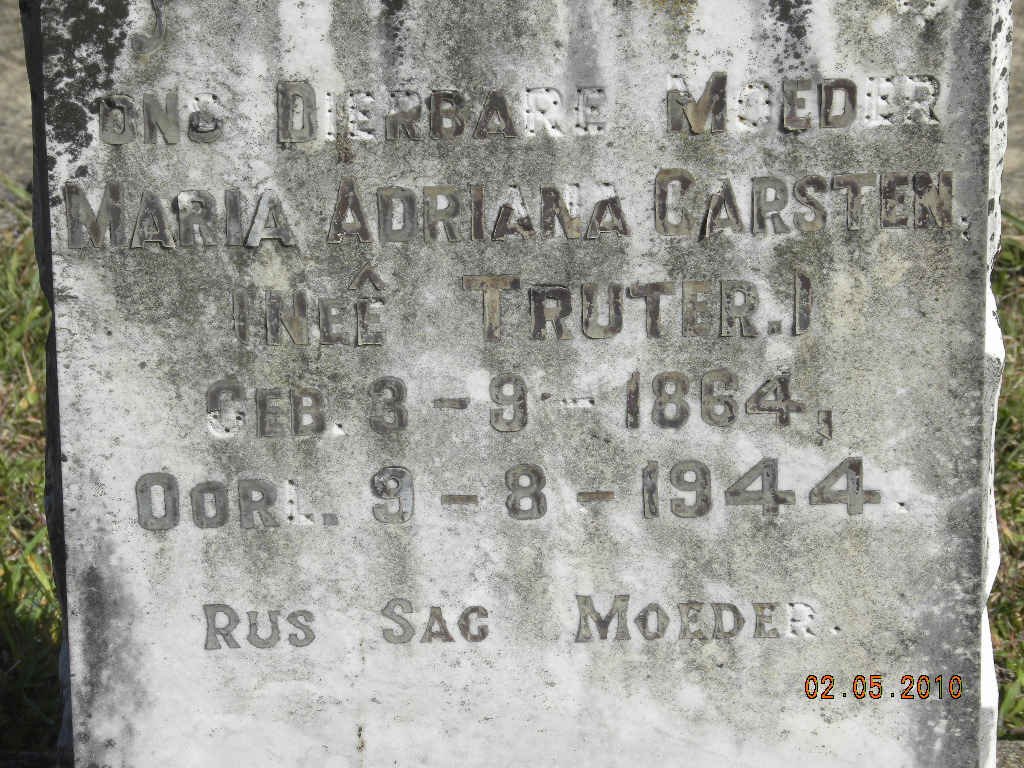 ONS DIERBARE MOEDER
MARIA ADRIANA CARSTEN
(NEÊ TRUTER.)
GEB. 3-9-1864,
OORL. 9-8-1944.
RUS SAG MOEDER.
02.05.2010